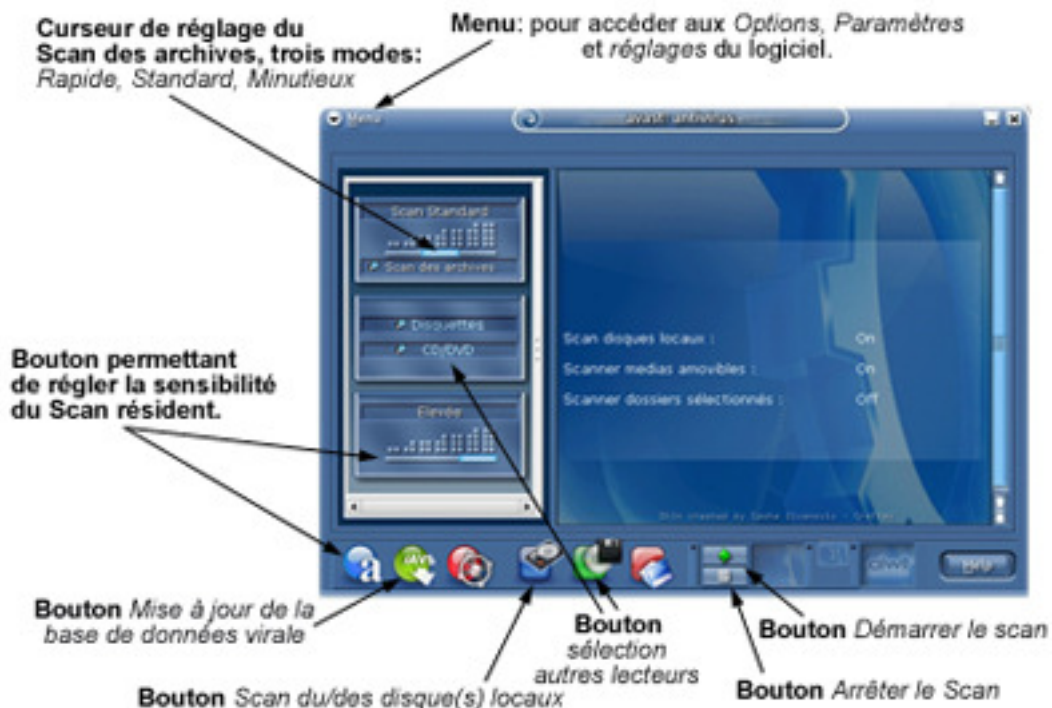 Curseur de réglage du
Scan des archives, trois modes:
Rapide, Standard, Minutieux
Menu: pour accéder aux Options, Paramètres
et réglages du logiciel.
Menu
avast! antivirus
Scan Standard
Scan des archives
Disquettes
CD/DVD
Elevée
Scan disques locaux : On
Scanner medias amovibles : On
Scanner dossiers sélectionnés : Off
Bouton permettant
de régler la sensibilité
du Scan résident.
Skin created by
Bouton Mise à jour de la
base de données virale
Bouton
sélection
autres lecteurs
Bouton Démarrer le scan
Bouton Scan du/des disque(s) locaux
Bouton Arrêter le Scan